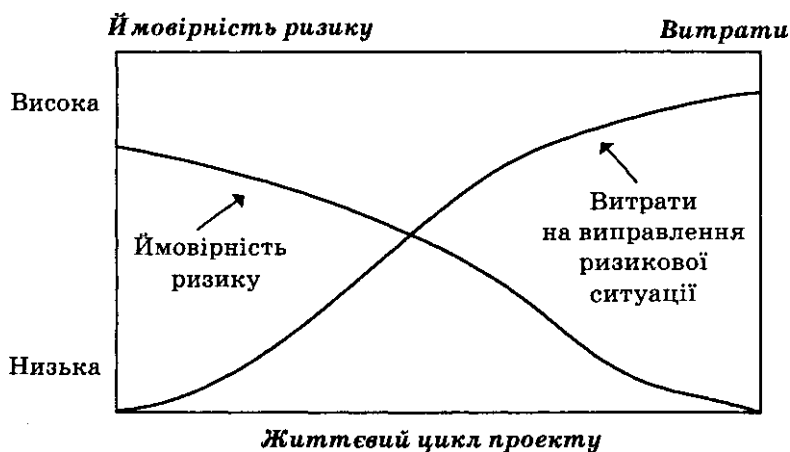 Ймовірність ризику
Витрати
Висока
Ймовірність
ризику
Витрати
на виправлення
ризикової
ситуації
Низька
Життєвий цикл проекту